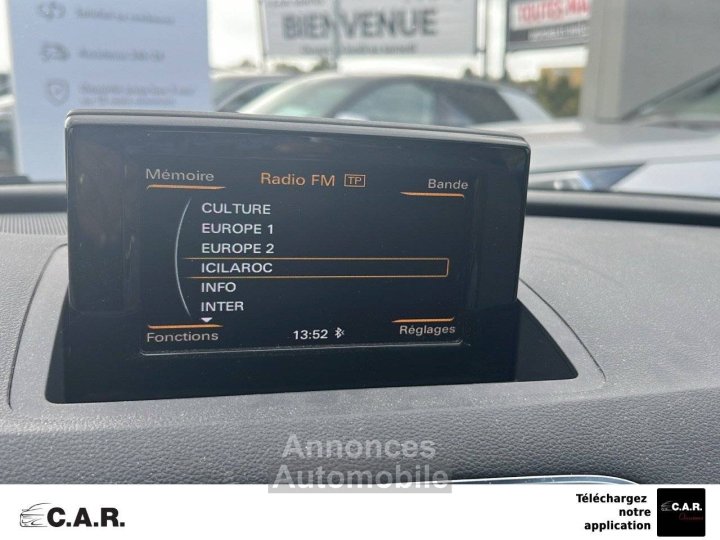 BIENVENUE
Mémoire
Radio FM TP
Bande
CULTURE
EUROPE 1
EUROPE 2
ICILAROC
INFO
INTER
Fonctions
13:52
Réglages
Annonces
Automobile
C.A.R.
Téléchargez
notre
application
C.A.R.